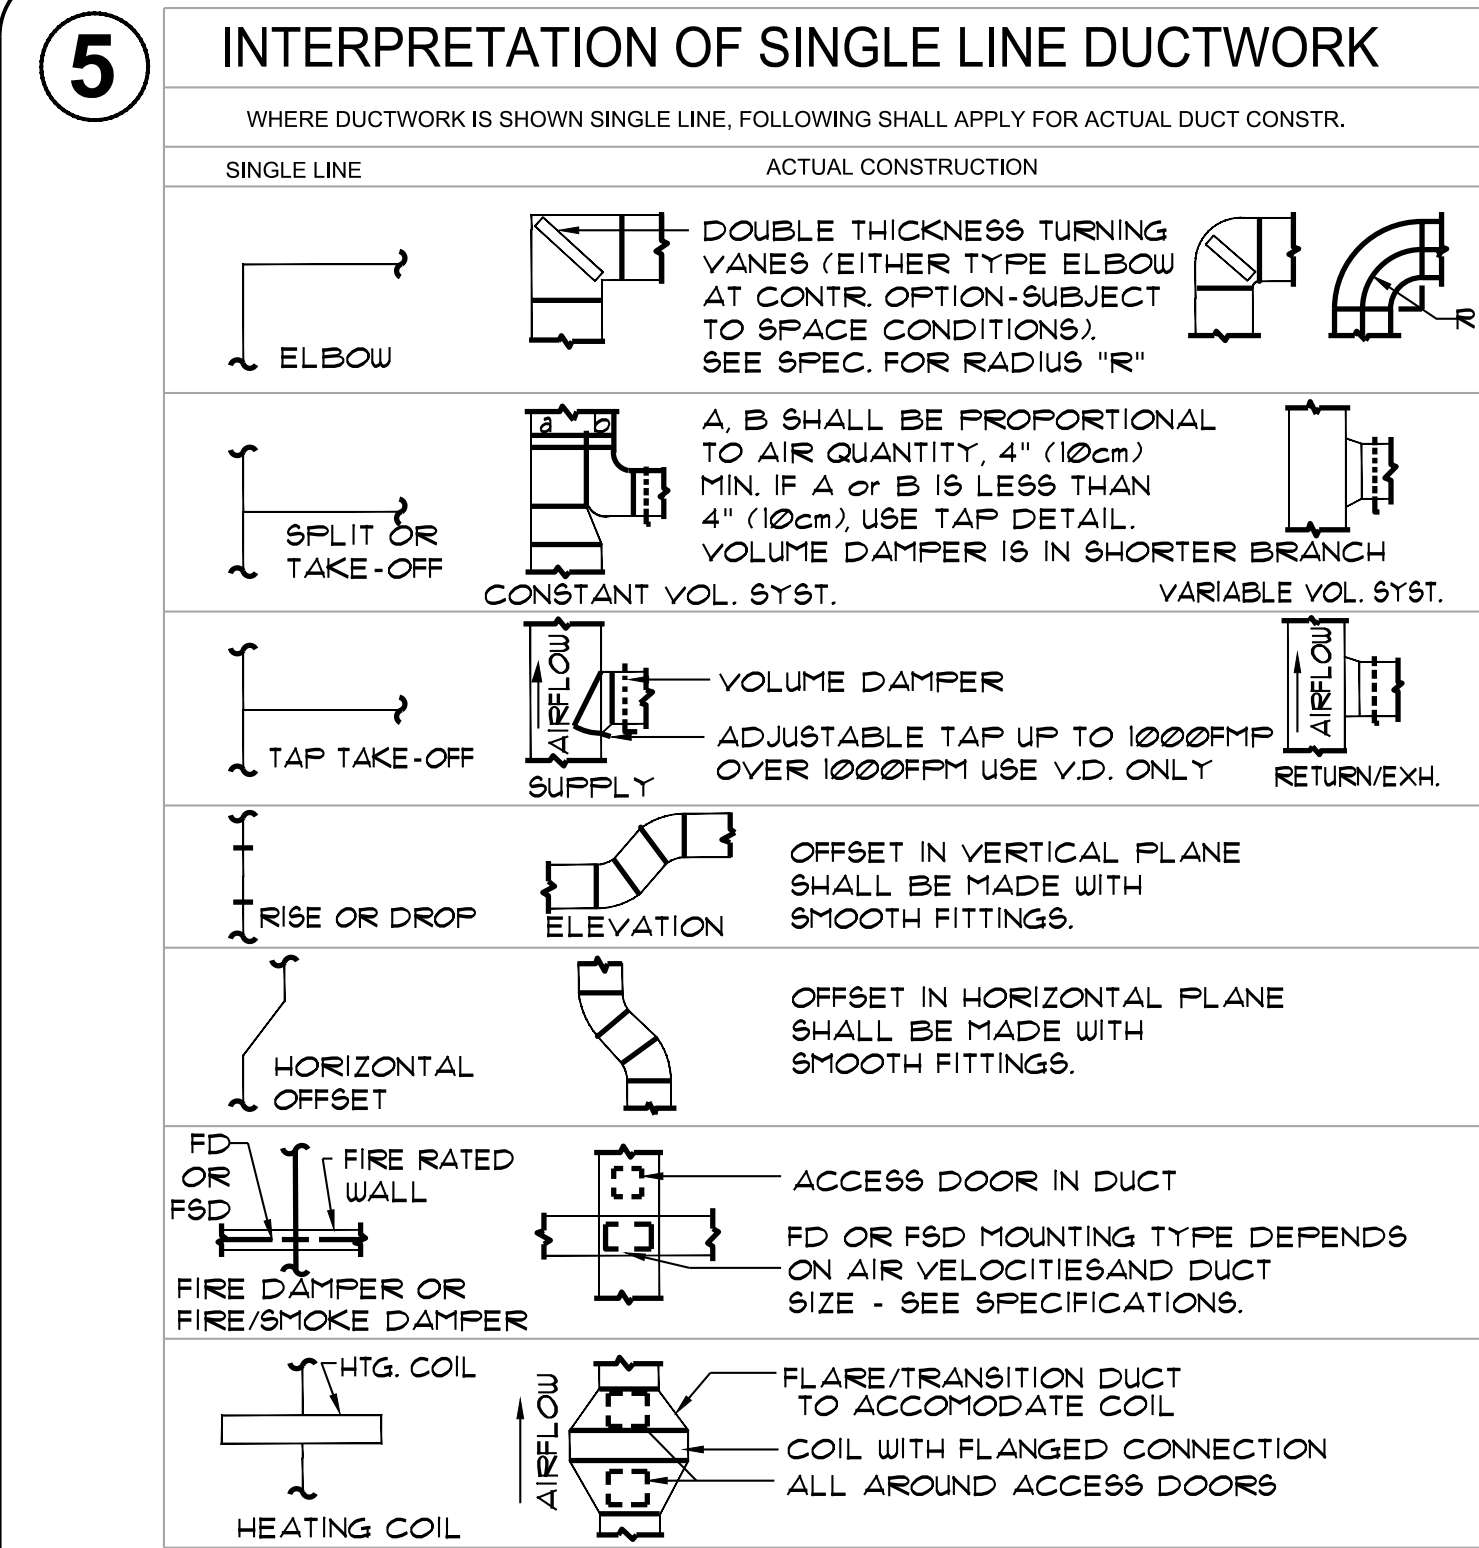 5
INTERPRETATION OF SINGLE LINE DUCTWORK
WHERE DUCTWORK IS SHOWN SINGLE LINE, FOLLOWING SHALL APPLY FOR ACTUAL DUCT CONSTR.
SINGLE LINE
ACTUAL CONSTRUCTION
ELBOW
DOUBLE THICKNESS TURNING
VANES (EITHER TYPE ELBOW
AT CONTR. OPTION-SUBJECT
TO SPACE CONDITIONS).
SEE SPEC. FOR RADIUS "R"
R
SPLIT OR
TAKE-OFF
a b
CONSTANT VOL. SYST.
A, B SHALL BE PROPORTIONAL
TO AIR QUANTITY, 4" (10cm)
MIN. IF A or B IS LESS THAN
4" (10cm), USE TAP DETAIL.
VOLUME DAMPER IS IN SHORTER BRANCH
VARIABLE VOL. SYST.
TAP TAKE-OFF
AIRFLOW
SUPPLY
VOLUME DAMPER
ADJUSTABLE TAP UP TO 1000FMP
OVER 1000FPM USE V.D. ONLY
AIRFLOW
RETURN/EXH.
RISE OR DROP
ELEVATION
OFFSET IN VERTICAL PLANE
SHALL BE MADE WITH
SMOOTH FITTINGS.
HORIZONTAL
OFFSET
OFFSET IN HORIZONTAL PLANE
SHALL BE MADE WITH
SMOOTH FITTINGS.
FD
OR
FSD
FIRE RATED
WALL
FIRE DAMPER OR
FIRE/SMOKE DAMPER
ACCESS DOOR IN DUCT
FD OR FSD MOUNTING TYPE DEPENDS
ON AIR VELOCITIESAND DUCT
SIZE - SEE SPECIFICATIONS.
HTG. COIL
HEATING COIL
AIRFLOW
FLARE/TRANSITION DUCT
TO ACCOMODATE COIL
COIL WITH FLANGED CONNECTION
ALL AROUND ACCESS DOORS